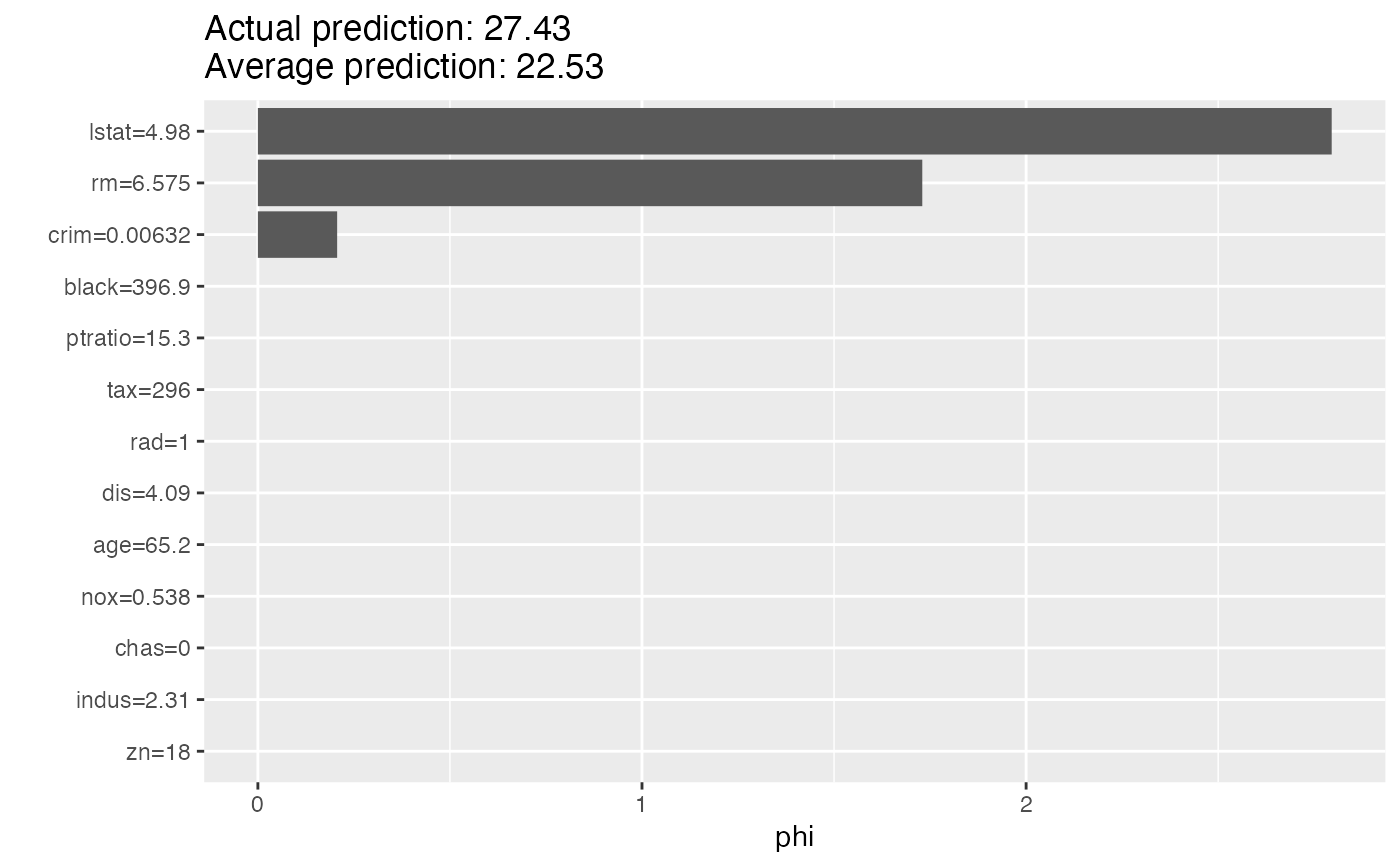 Actual prediction: 27.43
Average prediction: 22.53
lstat=4.98
rm=6.575
crim=0.00632
black=396.9
ptratio=15.3
tax=296
rad=1
dis=4.09
age=65.2
nox=0.538
chas=0
indus=2.31
zn=18
0 1 2
phi